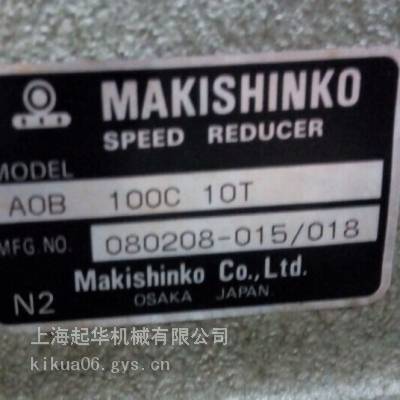 MAKISHINKO
SPEED REDUCER
MODEL
AOB 100C 10T
MFG.NO. 080208-015/018
Makishinko Co.,Ltd.
N2 OSAKA JAPAN.
上海起华机械有限公司
kikua06.gys.cn